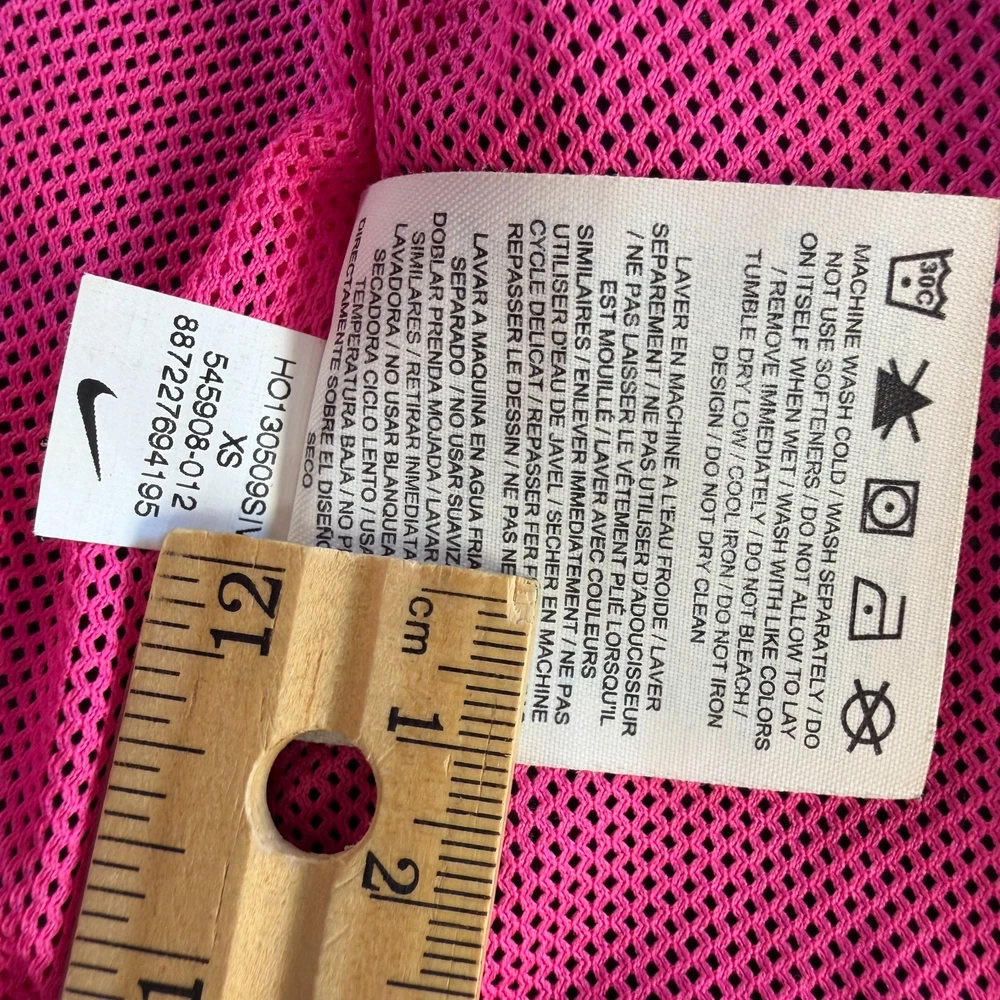 30C
MACHINE WASH COLD / WASH SEPARATELY / DO
NOT USE SOFTENERS / DO NOT ALLOW TO LAY
ON ITSELF WHEN WET / WASH WITH LIKE COLORS
/ REMOVE IMMEDIATELY / DO NOT BLEACH /
TUMBLE DRY LOW / COOL IRON / DO NOT IRON
DESIGN / DO NOT DRY CLEAN
LAVER EN MACHINE A L'EAU FROIDE / LAVER
SEPAREMENT / NE PAS UTILISER D'ADOUCISSEUR
/ NE PAS LAISSER LE VÊTEMENT PLIÉ LORSQU'IL
EST MOUILLÉ / LAVER AVEC COULEURS
SIMILAIRES / ENLEVER IMMEDIATEMENT / NE PAS
UTILISER D'EAU DE JAVEL / SECHER EN MACHINE
CYCLE DELICAT / REPASSER FER
REPASSER LE DESSIN / NE PAS NE
LAVAR A MAQUINA EN AGUA FRIA
SEPARADO / NO USAR SUAVIZ
DOBLAR PRENDA MOJADA / LAVAR
SIMILARES / RETIRAR IMMEDIATA
LAVADORA / NO USAR BLANQUEA
SECADORA CICLO LENTO / USA
TEMPERATURA BAJA / NO P
DIRECTAMENTE SOBRE EL DISEÑ
SECO
HO130509S/V
XS
545908-012
887227694195
12
cm
1
2